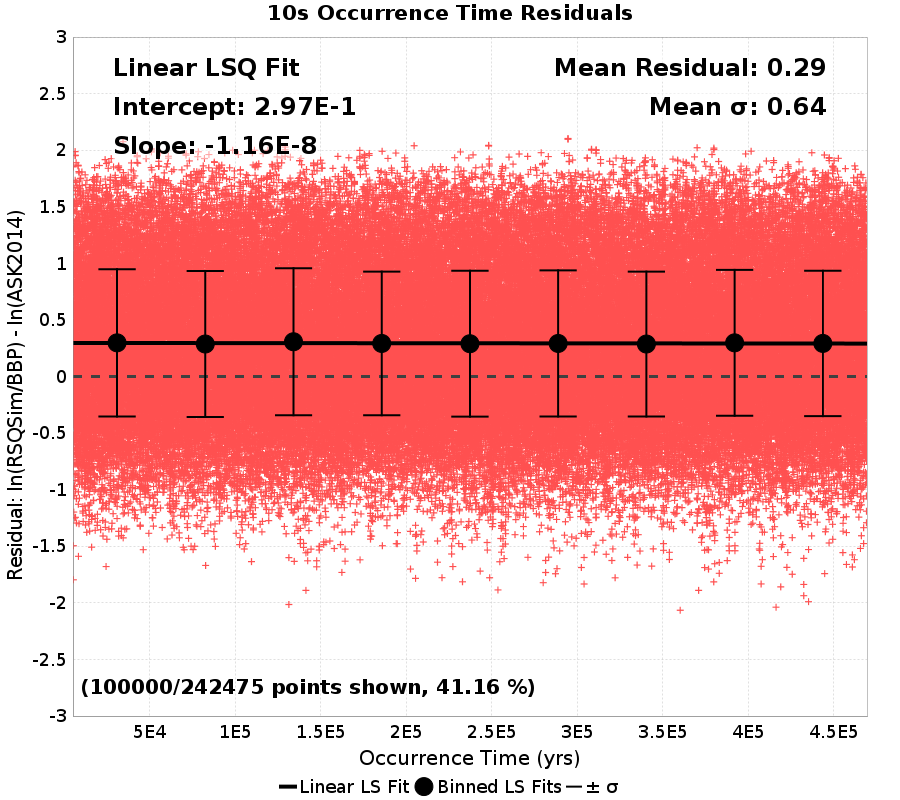 10s Occurrence Time Residuals
Linear LSQ Fit
Mean Residual: 0.29
Intercept: 2.97E-1
Mean σ: 0.64
Slope: -1.16E-8
Residual: ln(RSQSim/BBP) - ln(ASK2014)
3
2.5
2
1.5
1
0.5
0
-0.5
-1
-1.5
-2
-2.5
-3
(100000/242475 points shown, 41.16 %)
5E4 1E5 1.5E5 2E5 2.5E5 3E5 3.5E5 4E5 4.5E5
Occurrence Time (yrs)
Linear LS Fit Binned LS Fits ± σ